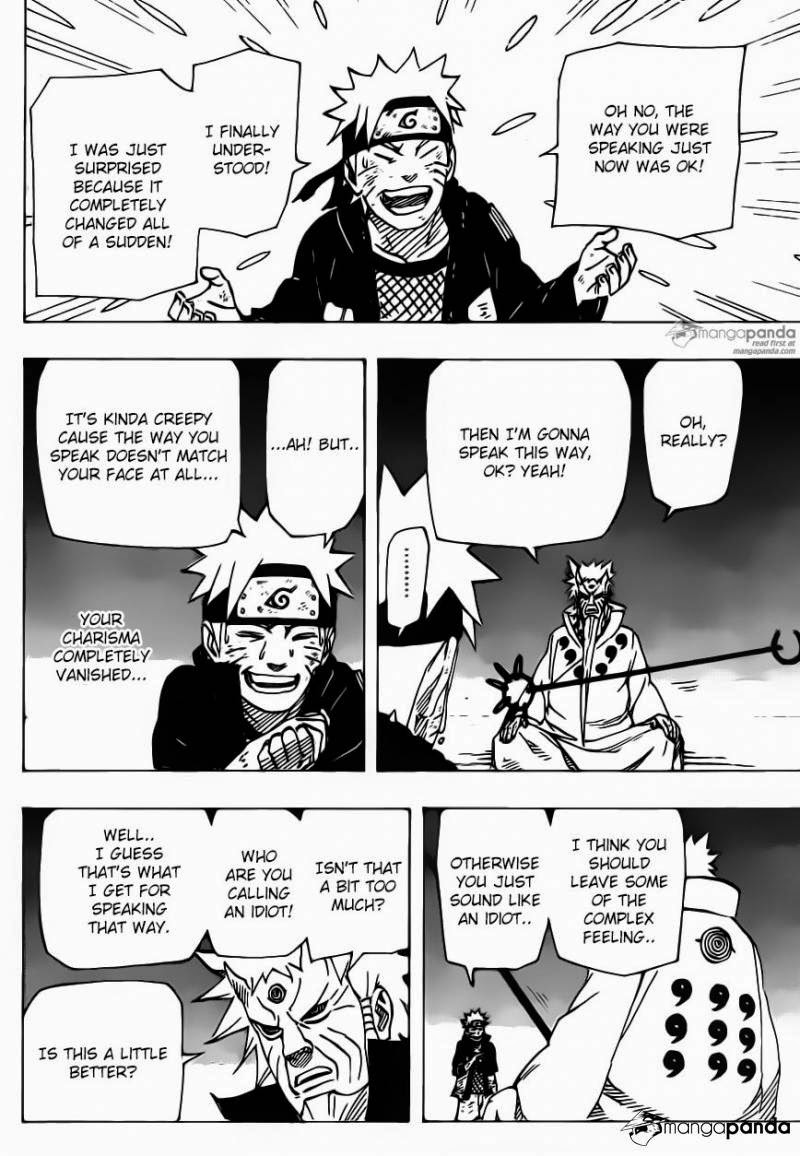 OH NO, THE
WAY YOU WERE
SPEAKING JUST
NOW WAS OK!
I FINALLY
UNDER-
STOOD!
I WAS JUST
SURPRISED
BECAUSE IT
COMPLETELY
CHANGED ALL
OF A SUDDEN!
mangapanda
read first at
mangapanda.com
OH,
REALLY?
THEN I'M GONNA
SPEAK THIS WAY,
OK? YEAH!
........
...AH! BUT..
IT'S KINDA CREEPY
CAUSE THE WAY YOU
SPEAK DOESN'T MATCH
YOUR FACE AT ALL...
YOUR
CHARISMA
COMPLETELY
VANISHED...
I THINK YOU
SHOULD
LEAVE SOME
OF THE
COMPLEX
FEELING..
OTHERWISE
YOU JUST
SOUND LIKE
AN IDIOT..
ISN'T THAT
A BIT TOO
MUCH?
WHO
ARE YOU
CALLING
AN IDIOT!
WELL..
I GUESS
THAT'S WHAT
I GET FOR
SPEAKING
THAT WAY.
IS THIS A LITTLE
BETTER?
mangapanda